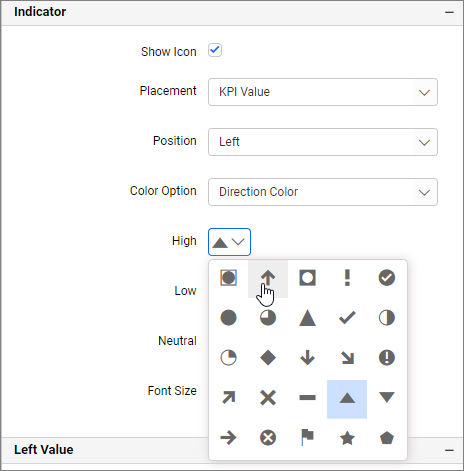 Indicator
Show Icon
Placement KPI Value
Position Left
Color Option Direction Color
High
Low
Neutral
Font Size
Left Value